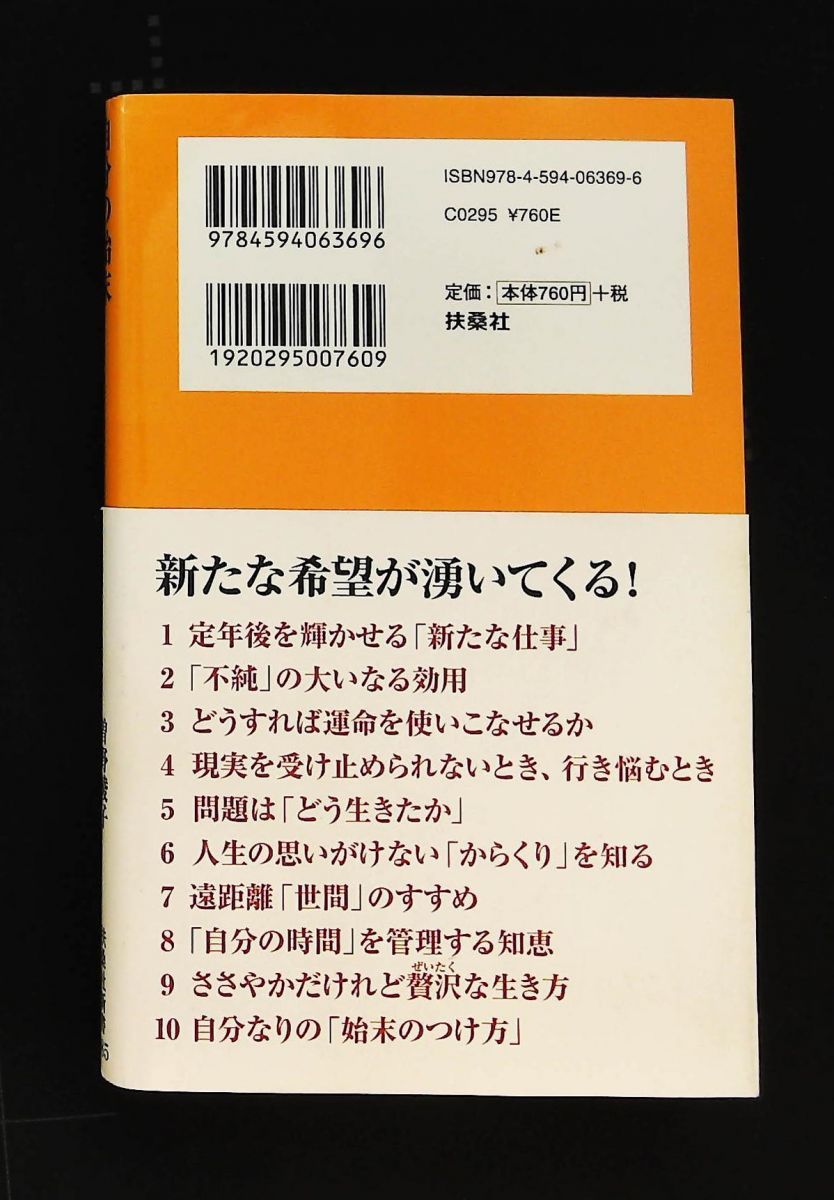 ISBN978-4-594-06369-6
C0295 ¥760E
9784594063696
定価：本体760円+税
扶桑社
1920295007609
新たな希望が湧いてくる！
1 定年後を輝かせる「新たな仕事」
2 「不純」の大いなる効用
3 どうすれば運命を使いこなせるか
4 現実を受け止められないとき、行き悩むとき
5 問題は「どう生きたか」
6 人生の思いがけない「からくり」を知る
7 遠距離「世間」のすすめ
8 「自分の時間」を管理する知恵
ぜいたく
9 ささやかだけれど贅沢な生き方
10 自分なりの「始末のつけ方」